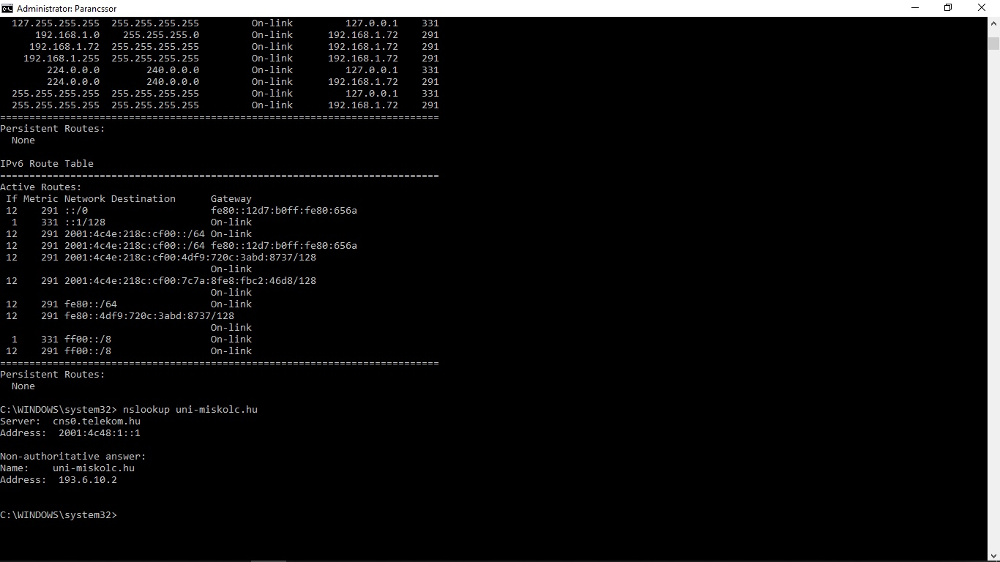 Administrator: Parancssor
127.255.255.255  255.255.255.255         On-link         127.0.0.1    331
192.168.1.0    255.255.255.0         On-link      192.168.1.72    291
192.168.1.72  255.255.255.255         On-link      192.168.1.72    291
192.168.1.255  255.255.255.255         On-link      192.168.1.72    291
224.0.0.0        240.0.0.0         On-link         127.0.0.1    331
224.0.0.0        240.0.0.0         On-link      192.168.1.72    291
255.255.255.255  255.255.255.255         On-link         127.0.0.1    331
255.255.255.255  255.255.255.255         On-link      192.168.1.72    291
===========================================================================
Persistent Routes:
None
IPv6 Route Table
===========================================================================
Active Routes:
If Metric Network Destination      Gateway
12    291 ::/0                     fe80::12d7:b0ff:fe80:656a
1    331 ::1/128                  On-link
12    291 2001:4c4e:218c:cf00::/64 On-link
12    291 2001:4c4e:218c:cf00::/64 fe80::12d7:b0ff:fe80:656a
12    291 2001:4c4e:218c:cf00:4df9:720c:3abd:8737/128
On-link
12    291 2001:4c4e:218c:cf00:7c7a:8fe8:fbc2:46d8/128
On-link
12    291 fe80::/64                On-link
12    291 fe80::4df9:720c:3abd:8737/128
On-link
1    331 ff00::/8                 On-link
12    291 ff00::/8                 On-link
===========================================================================
Persistent Routes:
None
C:\WINDOWS\system32> nslookup uni-miskolc.hu
Server:  cns0.telekom.hu
Address:  2001:4c48:1::1
Non-authoritative answer:
Name:    uni-miskolc.hu
Address:  193.6.10.2
C:\WINDOWS\system32>